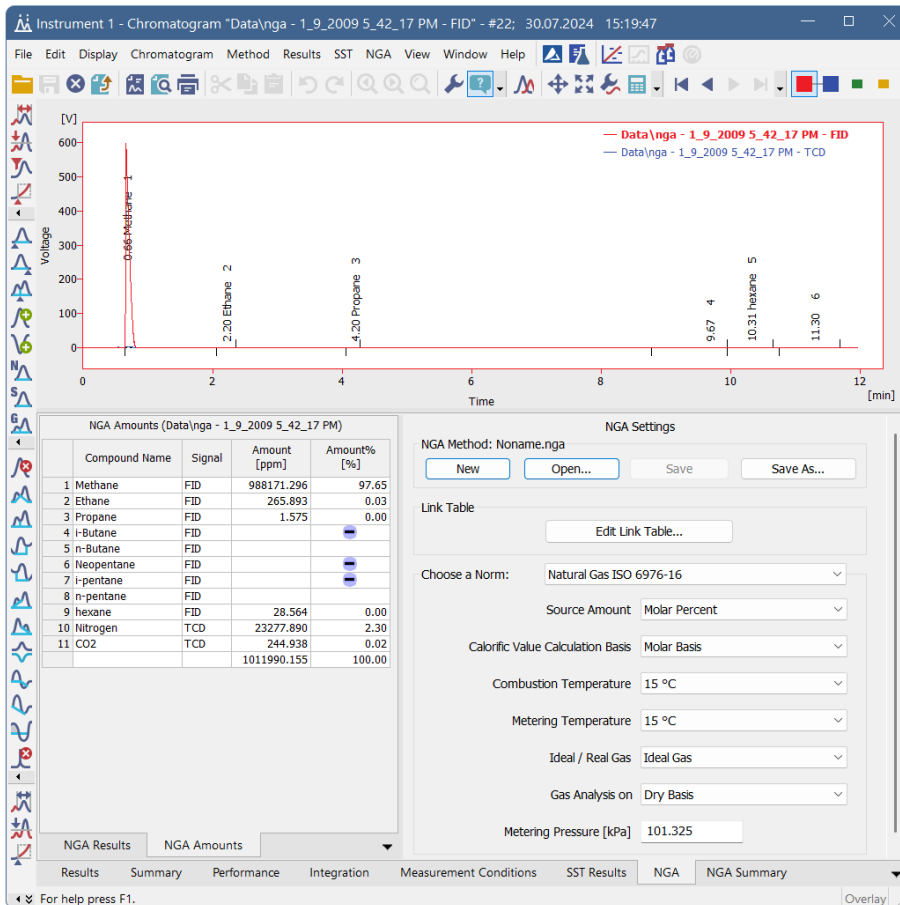 Instrument 1 - Chromatogram "Data\nga - 1_9_2009 5_42_17 PM - FID" - #22; 30.07.2024 15:19:47
File Edit Display Chromatogram Method Results SST NGA View Window Help
[V]
600
500
400
300
200
100
0
Voltage
0.66 Methane 1
2.20 Ethane 2
4.20 Propane 3
9.67 4
10.31 hexane 5
11.30 6
Data\nga - 1_9_2009 5_42_17 PM - FID
Data\nga - 1_9_2009 5_42_17 PM - TCD
0 2 4 6 8 10 12
Time
[min]
NGA Amounts (Data\nga - 1_9_2009 5_42_17 PM)
Compound Name Signal Amount [ppm] Amount% [%]
1 Methane FID 988171.296 97.65
2 Ethane FID 265.893 0.03
3 Propane FID 1.575 0.00
4 i-Butane FID
5 n-Butane FID
6 Neopentane FID
7 i-pentane FID
8 n-pentane FID
9 hexane FID 28.564 0.00
10 Nitrogen TCD 23277.890 2.30
11 CO2 TCD 244.938 0.02
1011990.155 100.00
NGA Results NGA Amounts
NGA Settings
NGA Method: Noname.nga
New Open... Save Save As...
Link Table
Edit Link Table...
Choose a Norm: Natural Gas ISO 6976-16
Source Amount Molar Percent
Calorific Value Calculation Basis Molar Basis
Combustion Temperature 15 °C
Metering Temperature 15 °C
Ideal / Real Gas Ideal Gas
Gas Analysis on Dry Basis
Metering Pressure [kPa] 101.325
Results Summary Performance Integration Measurement Conditions SST Results NGA NGA Summary
For help press F1.
Overlay